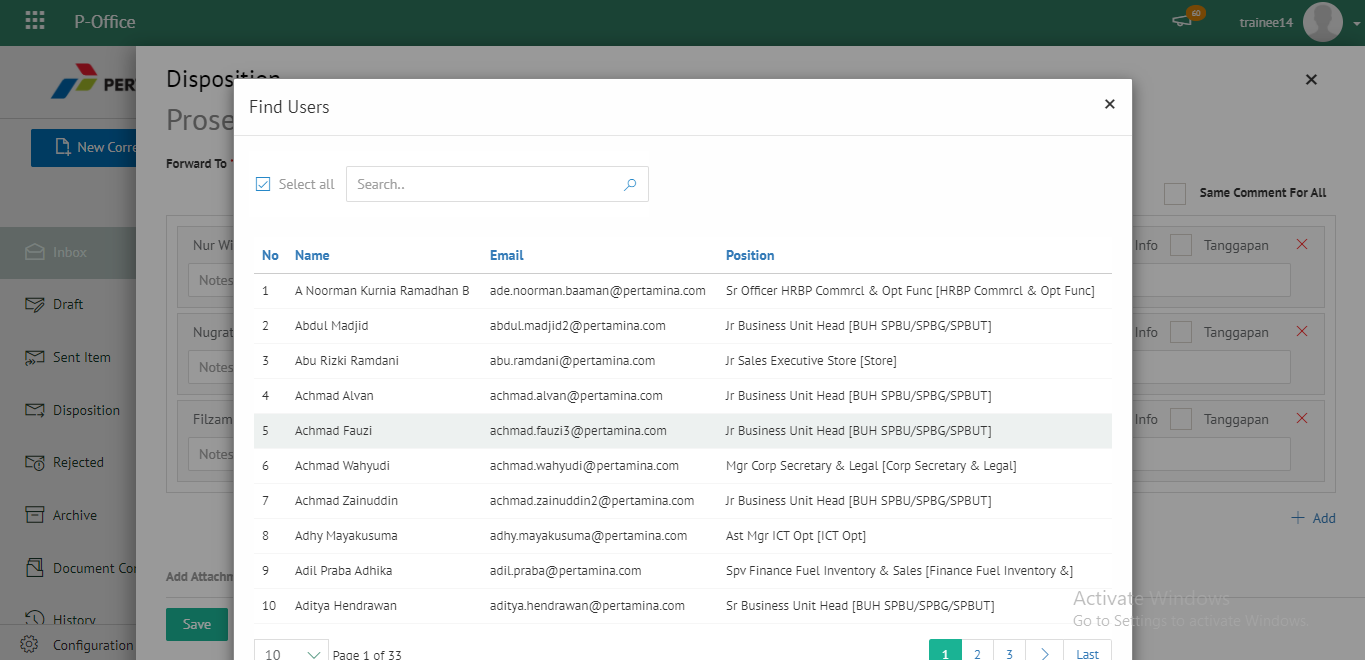 P-Office
60
trainee14
PER
Disposition
Find Users
New Corre
Forward To *
Select all
Search..
Same Comment For All
Inbox
Nur Wi
Info
Tanggapan
Notes
No Name Email Position
1 A Noorman Kurnia Ramadhan B ade.noorman.baaman@pertamina.com Sr Officer HRBP Commrcl & Opt Func [HRBP Commrcl & Opt Func]
Draft
Nugrat
2 Abdul Madjid abdul.madjid2@pertamina.com Jr Business Unit Head [BUH SPBU/SPBG/SPBUT]
Info
Tanggapan
Sent Item
Notes
3 Abu Rizki Ramdani abu.ramdani@pertamina.com Jr Sales Executive Store [Store]
4 Achmad Alvan achmad.alvan@pertamina.com Jr Business Unit Head [BUH SPBU/SPBG/SPBUT]
Disposition
Filzam
5 Achmad Fauzi achmad.fauzi3@pertamina.com Jr Business Unit Head [BUH SPBU/SPBG/SPBUT]
Info
Tanggapan
Rejected
Notes
6 Achmad Wahyudi achmad.wahyudi@pertamina.com Mgr Corp Secretary & Legal [Corp Secretary & Legal]
7 Achmad Zainuddin achmad.zainuddin2@pertamina.com Jr Business Unit Head [BUH SPBU/SPBG/SPBUT]
Archive
Add
8 Adhy Mayakusuma adhy.mayakusuma@pertamina.com Ast Mgr ICT Opt [ICT Opt]
Document Cor
Add Attachm
9 Adil Praba Adhika adil.praba@pertamina.com Spv Finance Fuel Inventory & Sales [Finance Fuel Inventory &]
10 Aditya Hendrawan aditya.hendrawan@pertamina.com Sr Business Unit Head [BUH SPBU/SPBG/SPBUT]
Activate Windows
Go to Settings to activate Windows.
History
Save
Configuration
10
Page 1 of 33
1 2 3 > Last